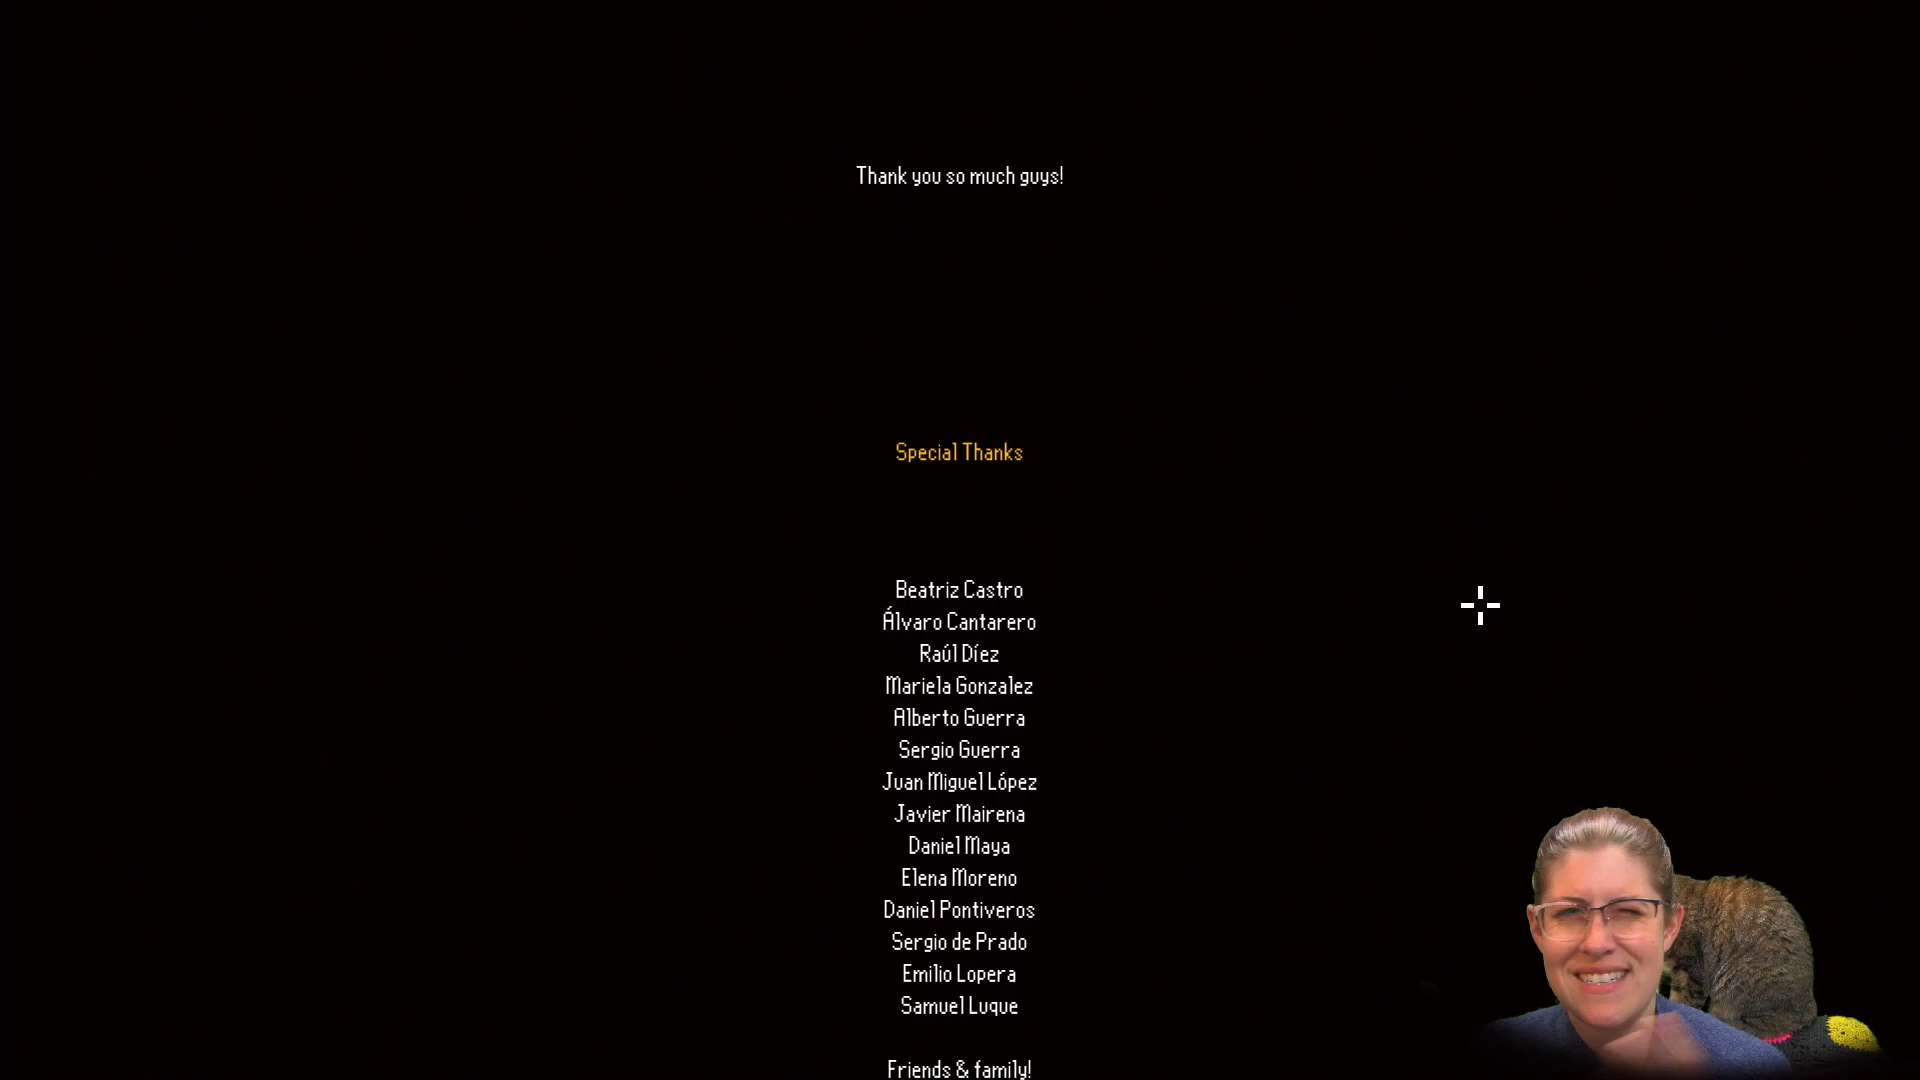 Thank you so much guys!
Special Thanks
Beatriz Castro
Álvaro Cantarero
Raúl Díez
Mariela Gonzalez
Alberto Guerra
Sergio Guerra
Juan Miguel López
Javier Mairena
Daniel Maya
Elena Moreno
Daniel Pontiveros
Sergio de Prado
Emilio Lopera
Samuel Luque
Friends & family!